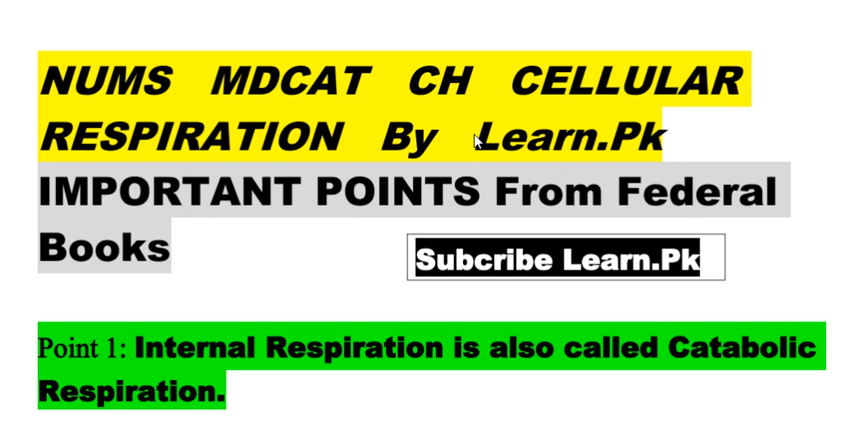 NUMS MDCAT CH CELLULAR
RESPIRATION By Learn.Pk
IMPORTANT POINTS From Federal
Books
Subcribe Learn.Pk
Point 1: Internal Respiration is also called Catabolic
Respiration.